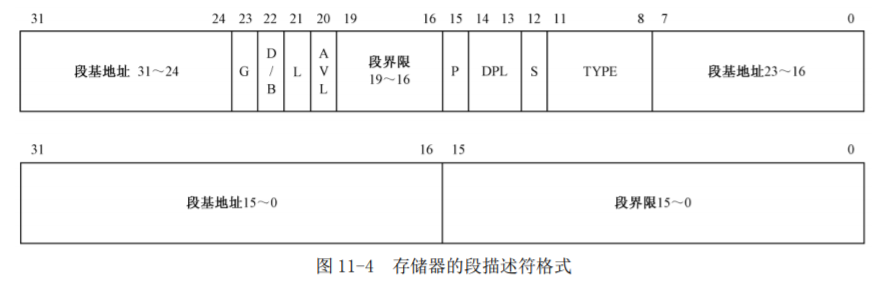 31 24 23 22 21 20 19 16 15 14 13 12 11 8 7 0
段基地址 31～24 G D/B L AVL 段界限 19～16 P DPL S TYPE 段基地址23～16
31 16 15 0
段基地址15～0 段界限15～0
图 11-4 存储器的段描述符格式